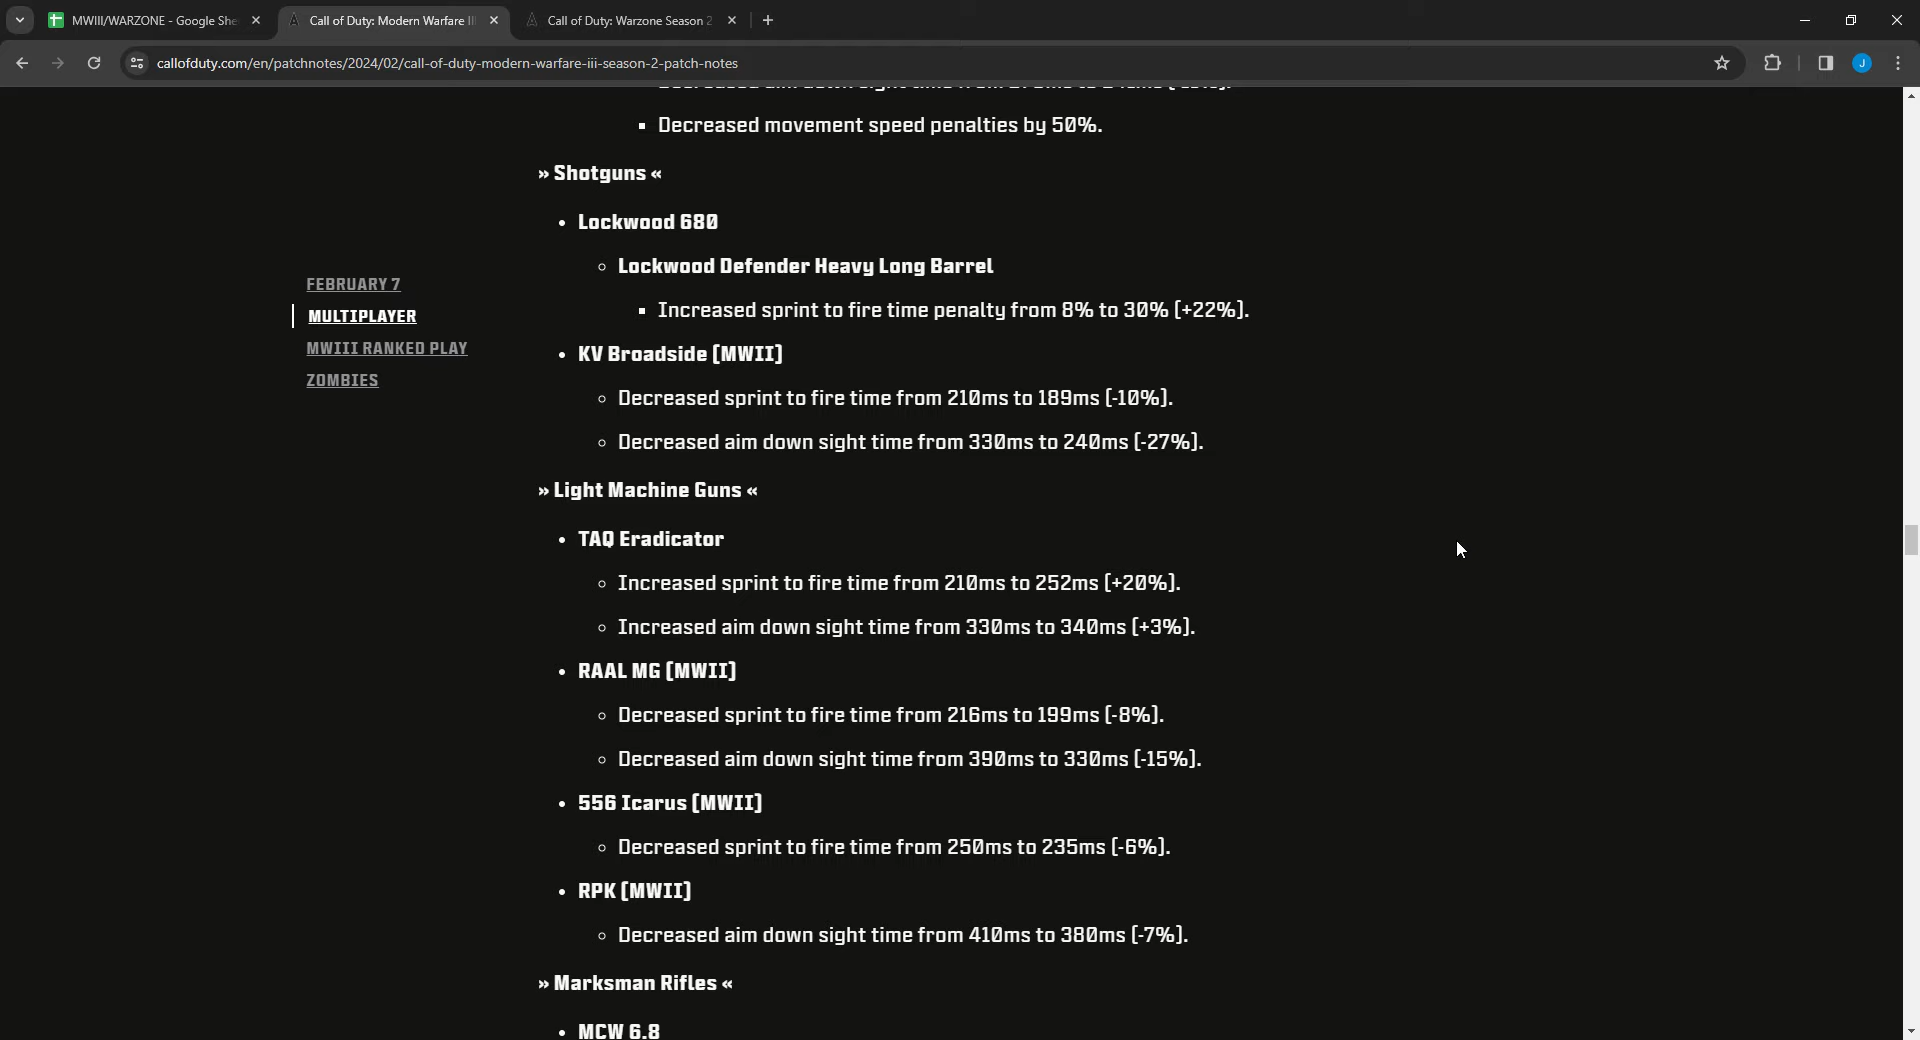 MWIII/WARZONE - Google She
Call of Duty: Modern Warfare III
Call of Duty: Warzone Season 2
callofduty.com/en/patchnotes/2024/02/call-of-duty-modern-warfare-iii-season-2-patch-notes
J
▪ Decreased movement speed penalties by 50%.
» Shotguns «
• Lockwood 680
◦ Lockwood Defender Heavy Long Barrel
▪ Increased sprint to fire time penalty from 8% to 30% [+22%].
• KV Broadside [MWII]
◦ Decreased sprint to fire time from 210ms to 189ms [-10%].
◦ Decreased aim down sight time from 330ms to 240ms [-27%].
» Light Machine Guns «
• TAQ Eradicator
◦ Increased sprint to fire time from 210ms to 252ms [+20%].
◦ Increased aim down sight time from 330ms to 340ms [+3%].
• RAAL MG [MWII]
◦ Decreased sprint to fire time from 216ms to 199ms [-8%].
◦ Decreased aim down sight time from 390ms to 330ms [-15%].
• 556 Icarus [MWII]
◦ Decreased sprint to fire time from 250ms to 235ms [-6%].
• RPK [MWII]
◦ Decreased aim down sight time from 410ms to 380ms [-7%].
» Marksman Rifles «
• MCW 6.8
FEBRUARY 7
MULTIPLAYER
MWIII RANKED PLAY
ZOMBIES